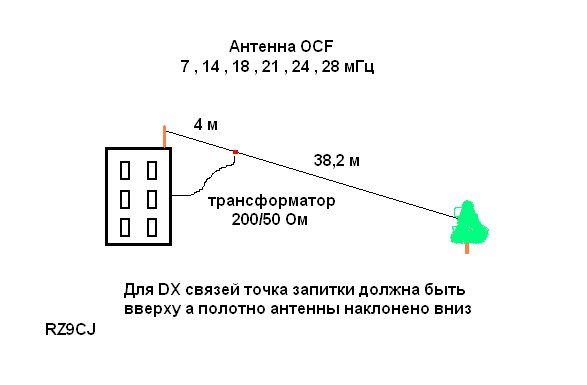 Антенна OCF
7 , 14 , 18 , 21 , 24 , 28 мГц
4 м
38,2 м
трансформатор
200/50 Ом
Для DX связей точка запитки должна быть
вверху а полотно антенны наклонено вниз
RZ9CJ